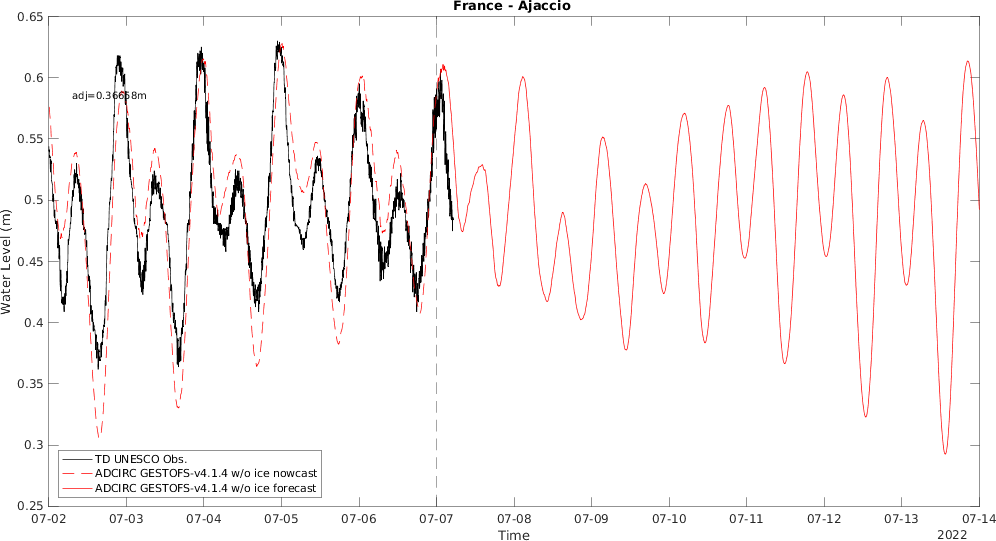 France - Ajaccio
0.65
0.6
0.55
0.5
0.45
0.4
0.35
0.3
0.25
Water Level (m)
adj=0.36658m
TD UNESCO Obs.
ADCIRC GESTOFS-v4.1.4 w/o ice nowcast
ADCIRC GESTOFS-v4.1.4 w/o ice forecast
07-02 07-03 07-04 07-05 07-06 07-07 07-08 07-09 07-10 07-11 07-12 07-13 07-14
Time
2022